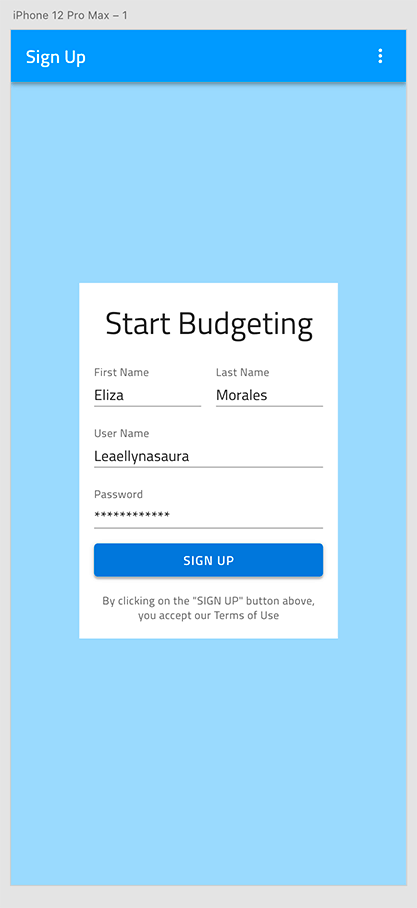 iPhone 12 Pro Max – 1
Sign Up
Start Budgeting
First Name Last Name
Eliza Morales
User Name
Leaellynasaura
Password
************
SIGN UP
By clicking on the "SIGN UP" button above,
you accept our Terms of Use